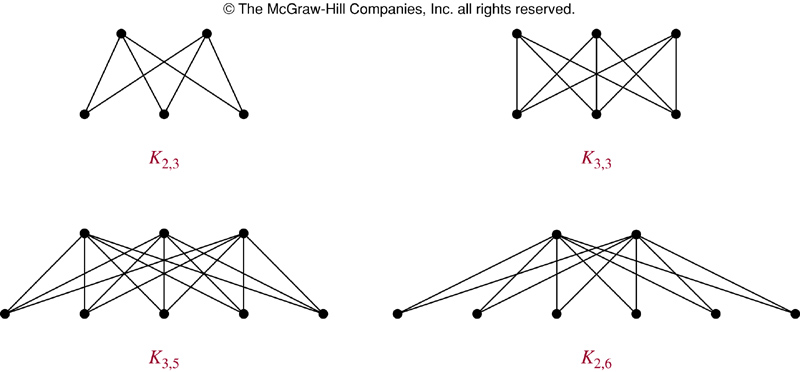 © The McGraw-Hill Companies, Inc. all rights reserved.
K2,3
K3,3
K3,5
K2,6